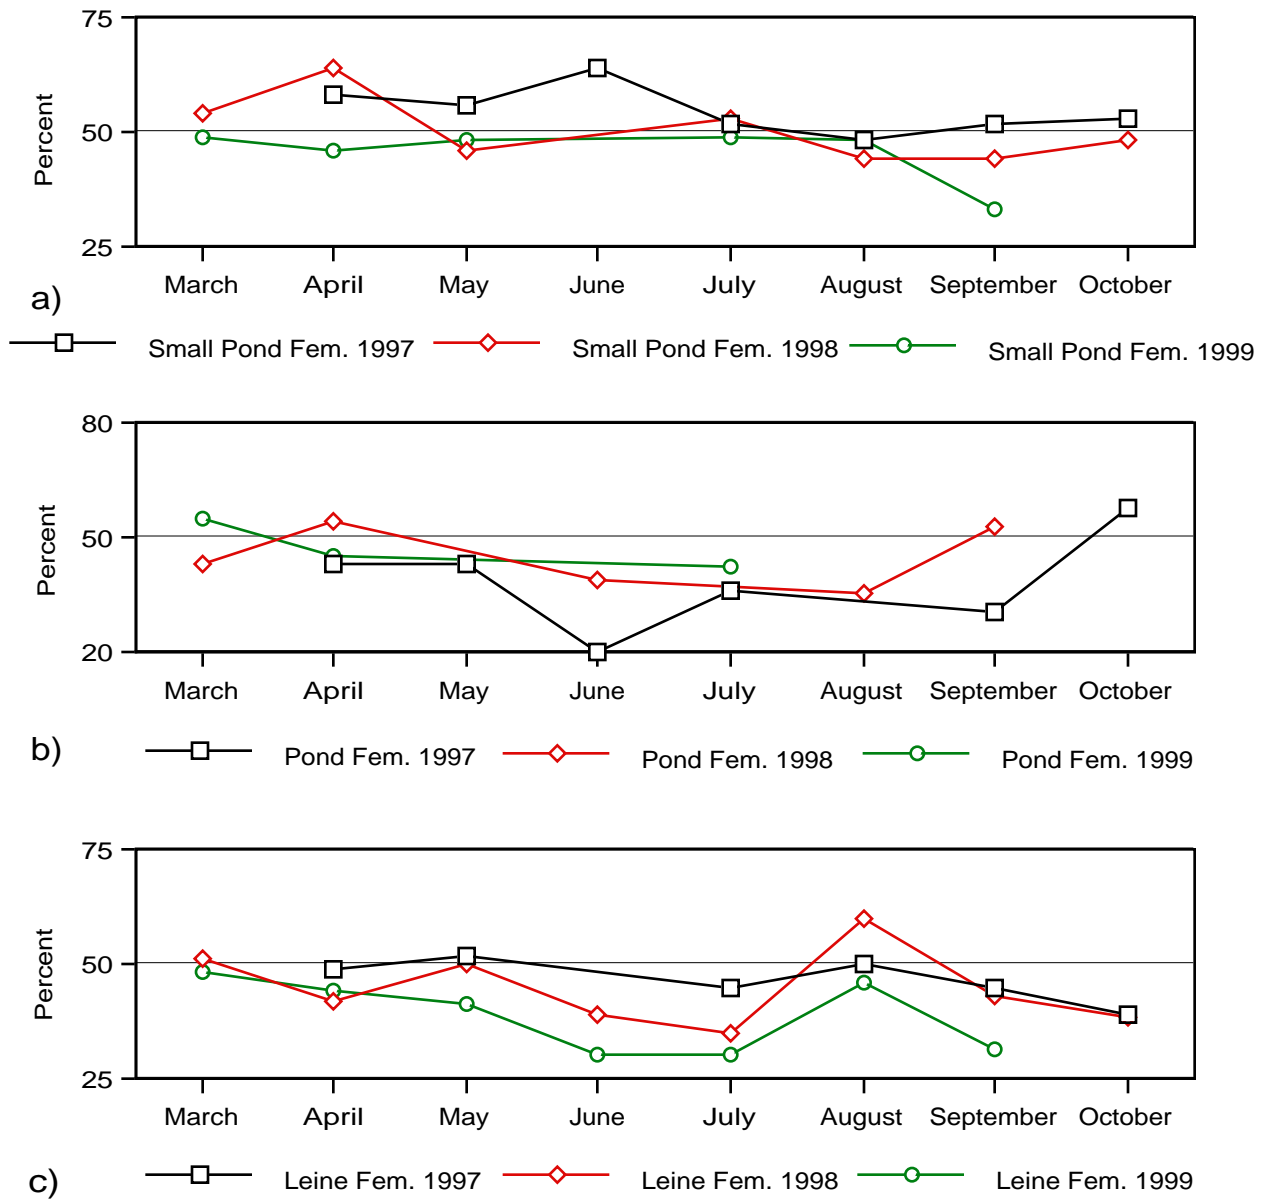 75
50
25
Percent
March April May June July August September October
a)
Small Pond Fem. 1997 Small Pond Fem. 1998 Small Pond Fem. 1999
80
50
20
Percent
March April May June July August September October
b)
Pond Fem. 1997 Pond Fem. 1998 Pond Fem. 1999
75
50
25
Percent
March April May June July August September October
c)
Leine Fem. 1997 Leine Fem. 1998 Leine Fem. 1999